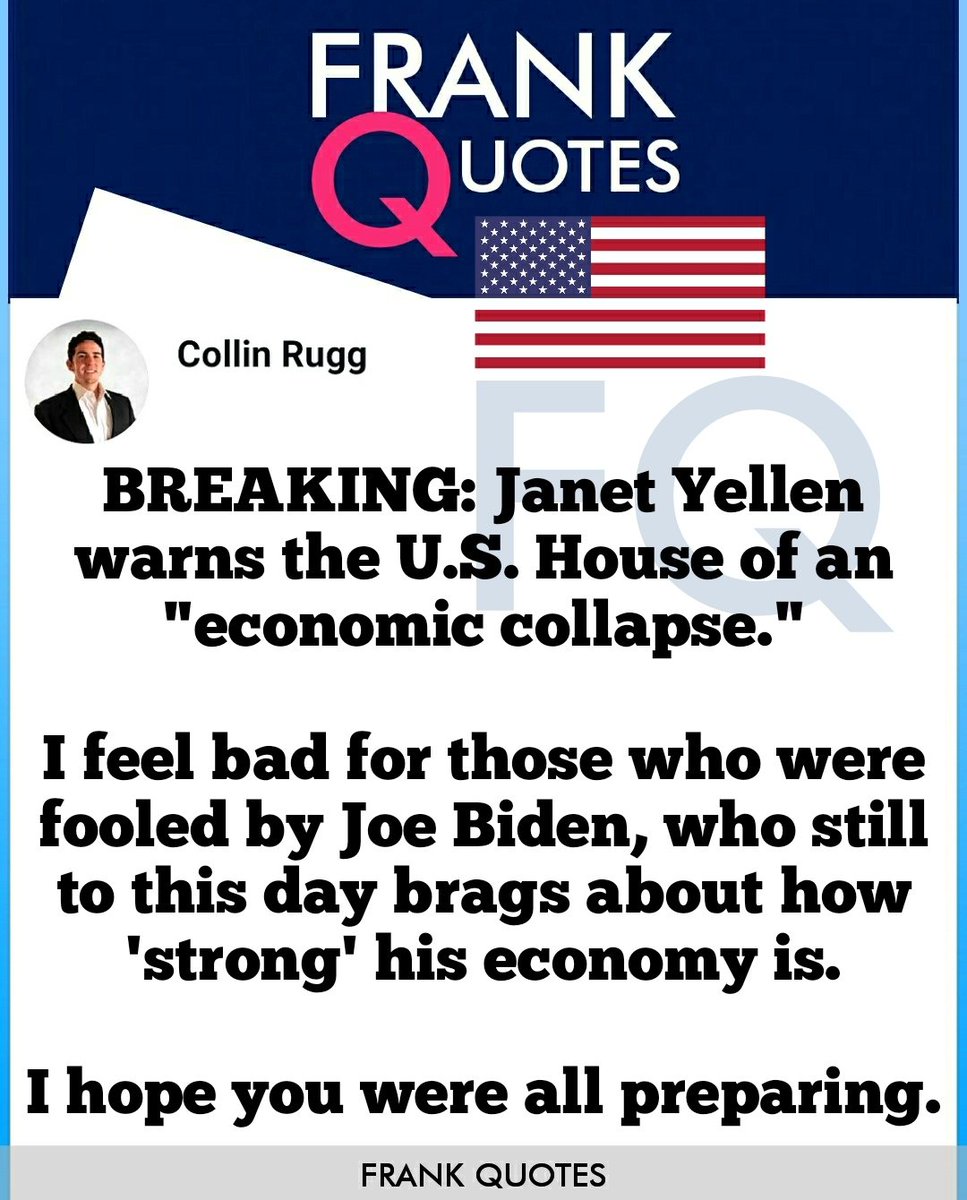 FRANK
QUOTES
Collin Rugg
FQ
BREAKING: Janet Yellen
warns the U.S. House of an
"economic collapse."
I feel bad for those who were
fooled by Joe Biden, who still
to this day brags about how
'strong' his economy is.
I hope you were all preparing.
FRANK QUOTES